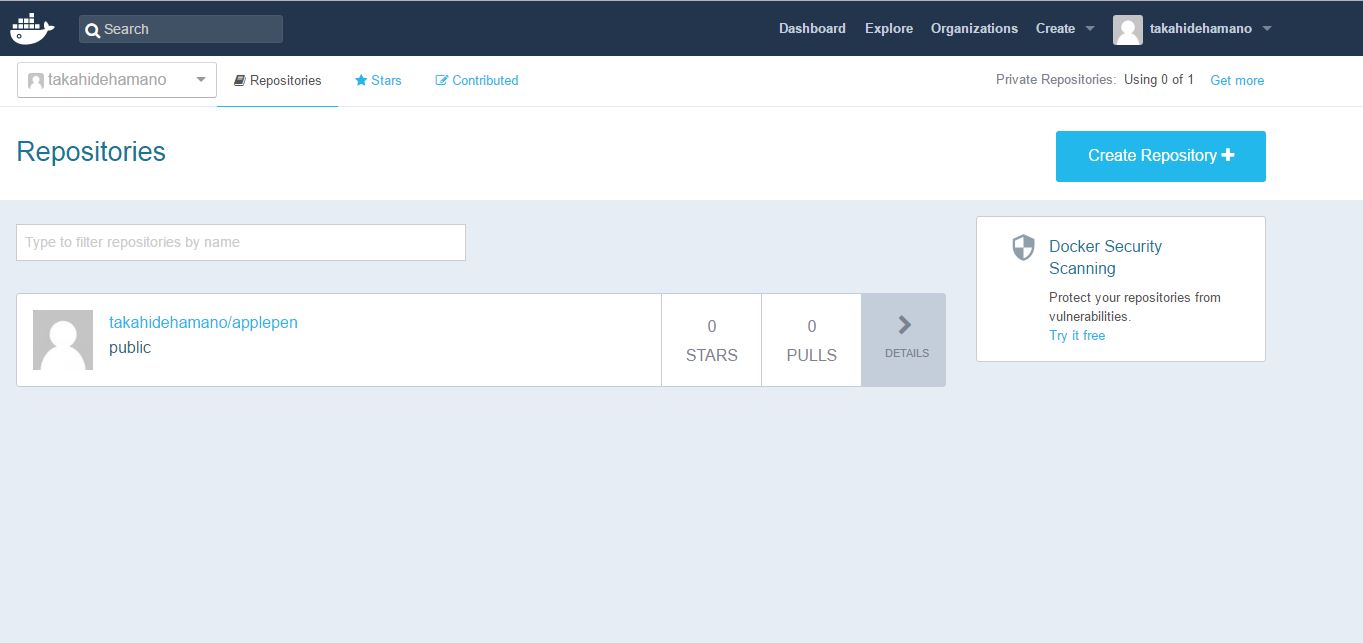 Search
Dashboard Explore Organizations Create takahidehamano
takahidehamano Repositories Stars Contributed Private Repositories: Using 0 of 1 Get more
Repositories
Create Repository
Type to filter repositories by name
Docker Security
Scanning
Protect your repositories from
vulnerabilities.
Try it free
takahidehamano/applepen
public
0
STARS
0
PULLS
DETAILS